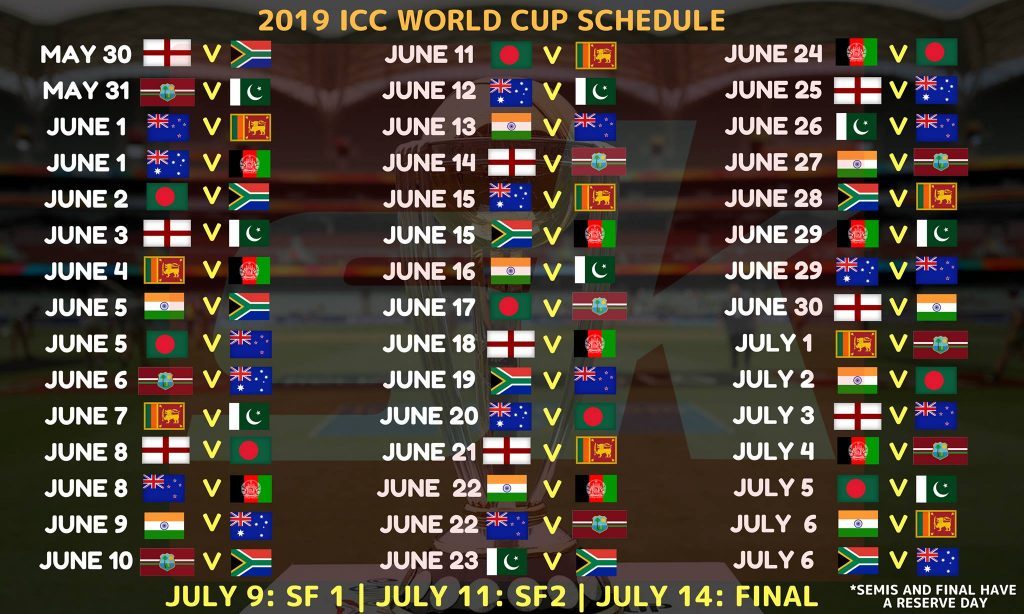 2019 ICC WORLD CUP SCHEDULE
MAY 30 V
MAY 31 V
JUNE 1 V
JUNE 1 V
JUNE 2 V
JUNE 3 V
JUNE 4 V
JUNE 5 V
JUNE 5 V
JUNE 6 V
JUNE 7 V
JUNE 8 V
JUNE 8 V
JUNE 9 V
JUNE 10 V
JUNE 11 V
JUNE 12 V
JUNE 13 V
JUNE 14 V
JUNE 15 V
JUNE 15 V
JUNE 16 V
JUNE 17 V
JUNE 18 V
JUNE 19 V
JUNE 20 V
JUNE 21 V
JUNE 22 V
JUNE 22 V
JUNE 23 V
JUNE 24 V
JUNE 25 V
JUNE 26 V
JUNE 27 V
JUNE 28 V
JUNE 29 V
JUNE 29 V
JUNE 30 V
JULY 1 V
JULY 2 V
JULY 3 V
JULY 4 V
JULY 5 V
JULY 6 V
JULY 6 V
JULY 9: SF 1 | JULY 11: SF2 | JULY 14: FINAL
*SEMIS AND FINAL HAVE
A RESERVE DAY